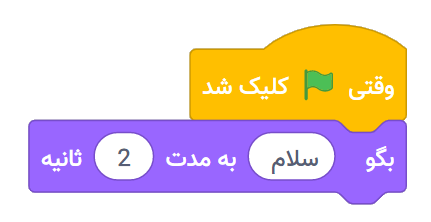 وقتی کلیک شد
بگو سلام به مدت 2 ثانیه